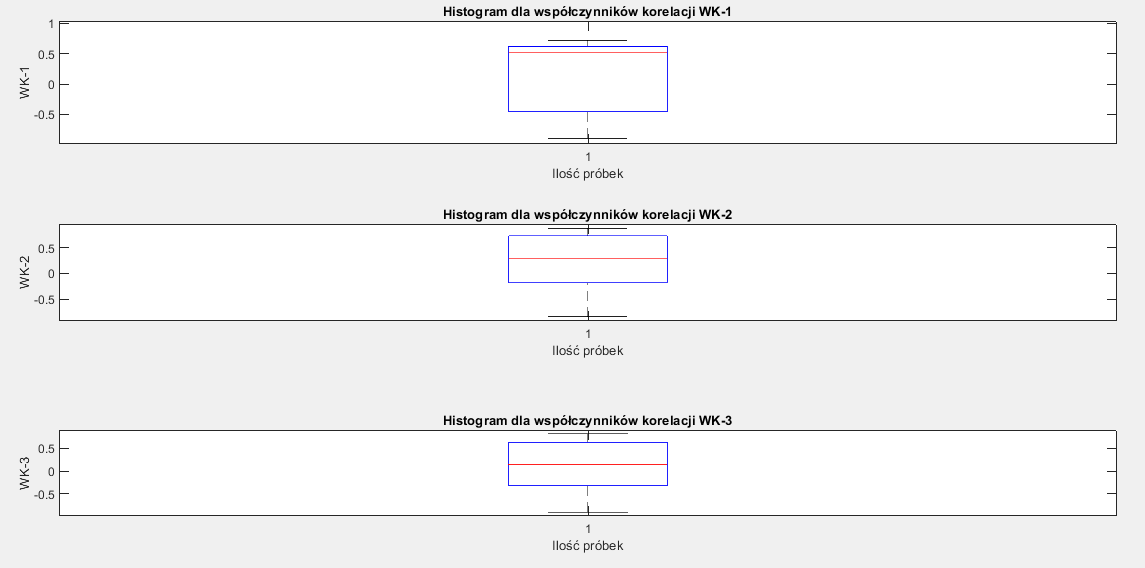 Histogram dla współczynników korelacji WK-1
1
0.5
0
-0.5
WK-1
1
Ilość próbek
Histogram dla współczynników korelacji WK-2
0.5
0
-0.5
WK-2
1
Ilość próbek
Histogram dla współczynników korelacji WK-3
0.5
0
-0.5
WK-3
1
Ilość próbek